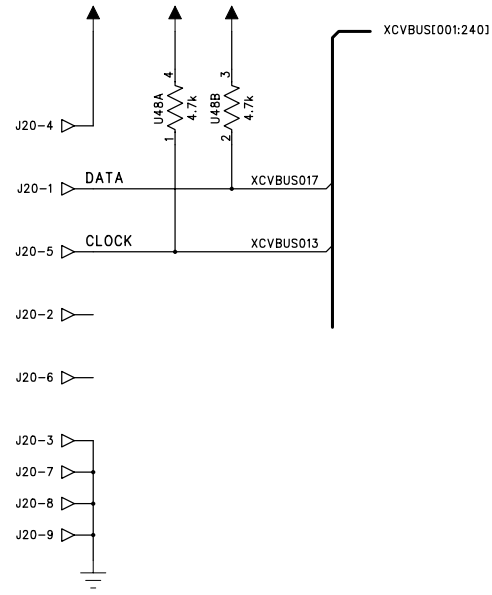 XCVBUS[001:240]
4
U48A
4.7k
1
3
U48B
4.7k
2
J20-4
J20-1
DATA
XCVBUS017
J20-5
CLOCK
XCVBUS013
J20-2
J20-6
J20-3
J20-7
J20-8
J20-9